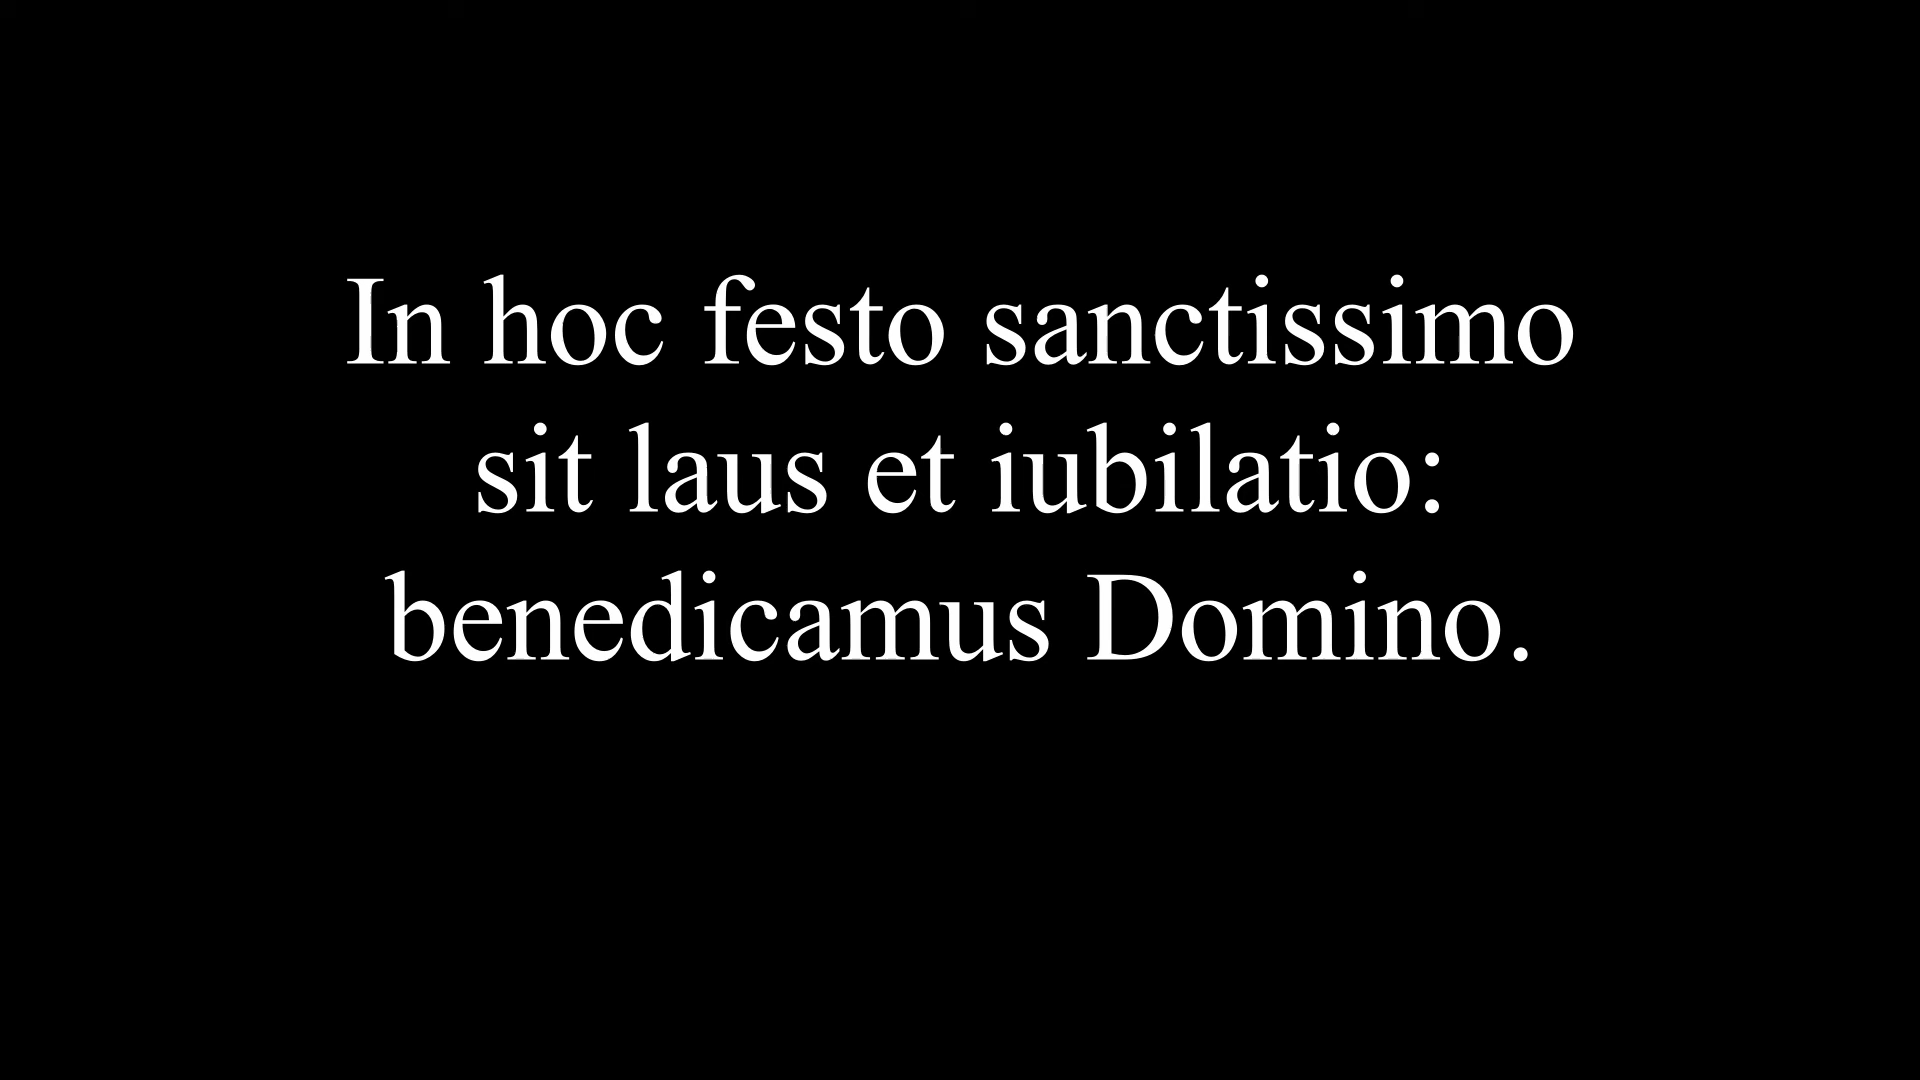 In hoc festo sanctissimo
sit laus et iubilatio:
benedicamus Domino.